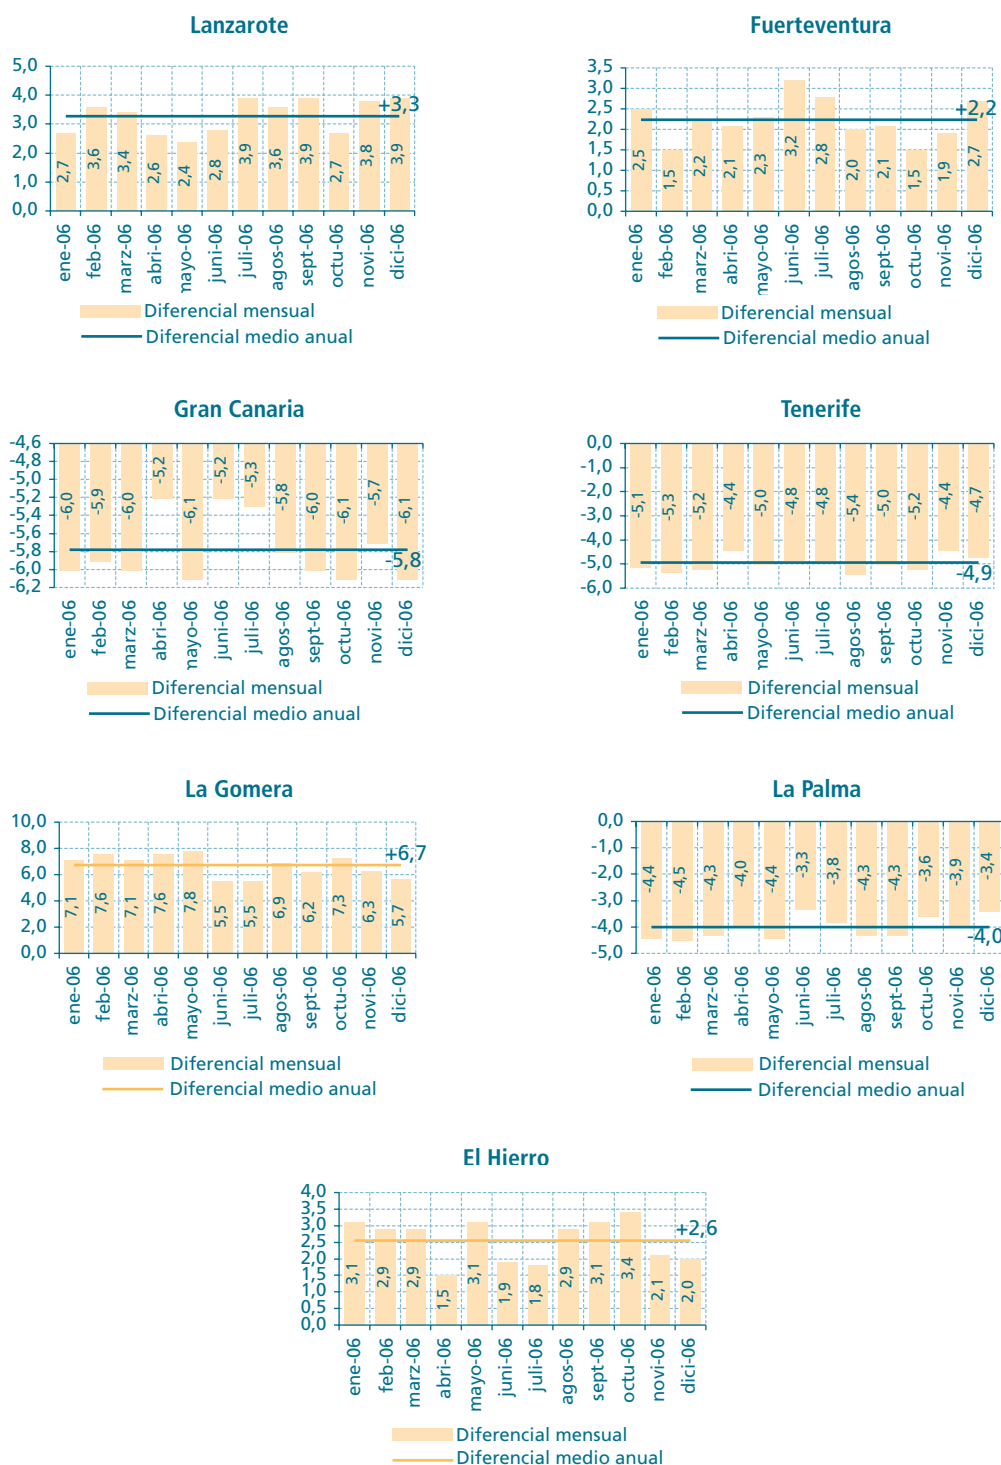 Lanzarote
5,0
4,0
3,0
2,0
1,0
0,0
2,7
3,6
3,4
2,6
2,4
2,8
3,9
3,6
3,9
2,7
3,8
3,9
+3,3
ene-06
feb-06
marz-06
abri-06
mayo-06
juni-06
juli-06
agos-06
sept-06
octu-06
novi-06
dici-06
Diferencial mensual
Diferencial medio anual
Fuerteventura
3,5
3,0
2,5
2,0
1,5
1,0
0,5
0,0
2,5
1,5
2,2
2,1
2,3
3,2
2,8
2,0
2,1
1,5
1,9
2,7
+2,2
ene-06
feb-06
marz-06
abri-06
mayo-06
juni-06
juli-06
agos-06
sept-06
octu-06
novi-06
dici-06
Diferencial mensual
Diferencial medio anual
Gran Canaria
-4,6
-4,8
-5,0
-5,2
-5,4
-5,6
-5,8
-6,0
-6,2
-6,0
-5,9
-6,0
-5,2
-6,1
-5,2
-5,3
-5,8
-6,0
-6,1
-5,7
-6,1
-5,8
ene-06
feb-06
marz-06
abri-06
mayo-06
juni-06
juli-06
agos-06
sept-06
octu-06
novi-06
dici-06
Diferencial mensual
Diferencial medio anual
Tenerife
0,0
-1,0
-2,0
-3,0
-4,0
-5,0
-6,0
-5,1
-5,3
-5,2
-4,4
-5,0
-4,8
-4,8
-5,4
-5,0
-5,2
-4,4
-4,7
-4,9
ene-06
feb-06
marz-06
abri-06
mayo-06
juni-06
juli-06
agos-06
sept-06
octu-06
novi-06
dici-06
Diferencial mensual
Diferencial medio anual
La Gomera
10,0
8,0
6,0
4,0
2,0
0,0
7,1
7,6
7,1
7,6
7,8
5,5
5,5
6,9
6,2
7,3
6,3
5,7
+6,7
ene-06
feb-06
marz-06
abri-06
mayo-06
juni-06
juli-06
agos-06
sept-06
octu-06
novi-06
dici-06
Diferencial mensual
Diferencial medio anual
La Palma
0,0
-1,0
-2,0
-3,0
-4,0
-5,0
-4,4
-4,5
-4,3
-4,0
-4,4
-3,3
-3,8
-4,3
-4,3
-3,6
-3,9
-3,4
-4,0
ene-06
feb-06
marz-06
abri-06
mayo-06
juni-06
juli-06
agos-06
sept-06
octu-06
novi-06
dici-06
Diferencial mensual
Diferencial medio anual
El Hierro
4,0
3,5
3,0
2,5
2,0
1,5
1,0
0,5
0,0
3,1
2,9
2,9
1,5
3,1
1,9
1,8
2,9
3,1
3,4
2,1
2,0
+2,6
ene-06
feb-06
marz-06
abri-06
mayo-06
juni-06
juli-06
agos-06
sept-06
octu-06
novi-06
dici-06
Diferencial mensual
Diferencial medio anual